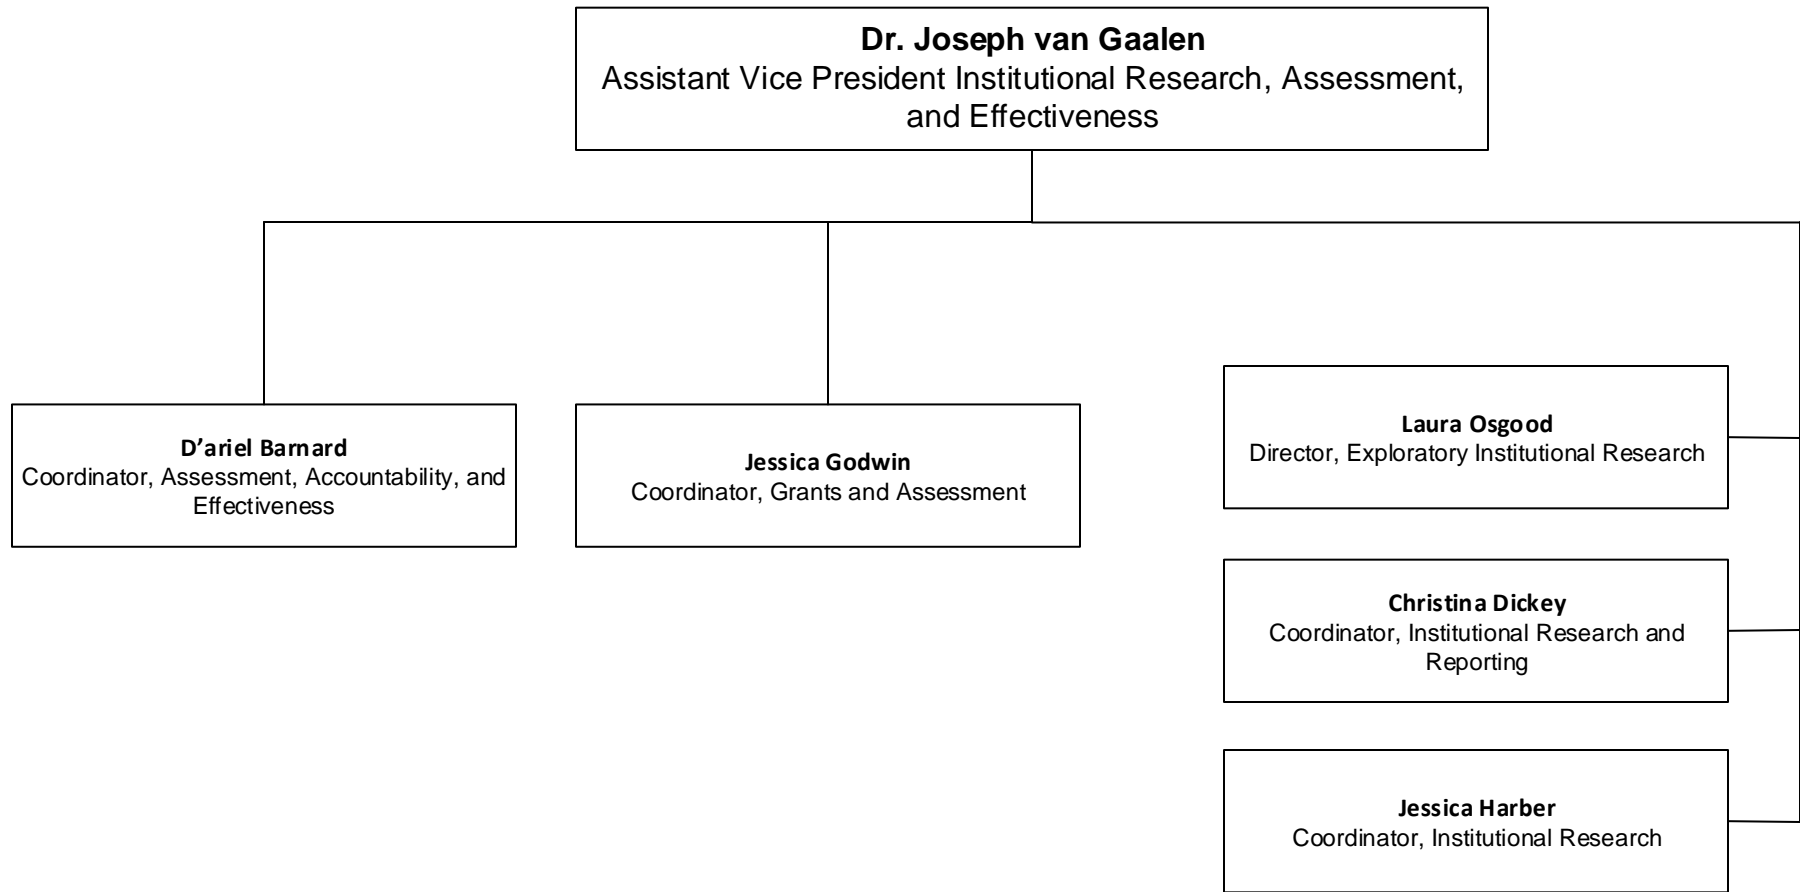 Dr. Joseph van Gaalen
Assistant Vice President Institutional Research, Assessment,
and Effectiveness
D’ariel Barnard
Coordinator, Assessment, Accountability, and
Effectiveness
Jessica Godwin
Coordinator, Grants and Assessment
Laura Osgood
Director, Exploratory Institutional Research
Christina Dickey
Coordinator, Institutional Research and
Reporting
Jessica Harber
Coordinator, Institutional Research